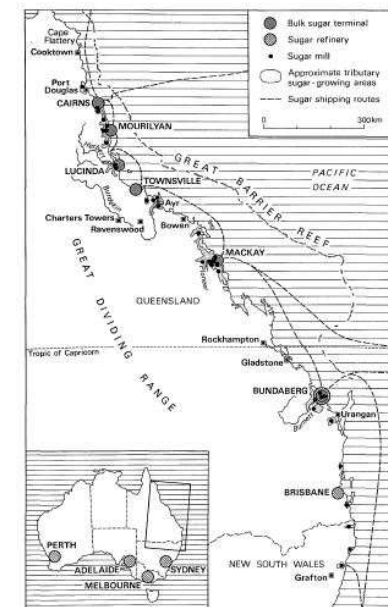 Bulk sugar terminal
Sugar refinery
Sugar mill
Approximate tributary
sugar-growing areas
Sugar shipping routes
0 300km
Cape
Flattery
Cooktown
Port
Douglas
CAIRNS
MOURILYAN
LUCINDA
TOWNSVILLE
Ayr
Charters Towers
Ravenswood
Bowen
MACKAY
Pioneer
GREAT BARRIER REEF
PACIFIC
OCEAN
GREAT DIVIDING RANGE
QUEENSLAND
Rockhampton
Tropic of Capricorn
Gladstone
BUNDABERG
Burnett
Urangan
BRISBANE
NEW SOUTH WALES
Grafton
PERTH
ADELAIDE
SYDNEY
MELBOURNE